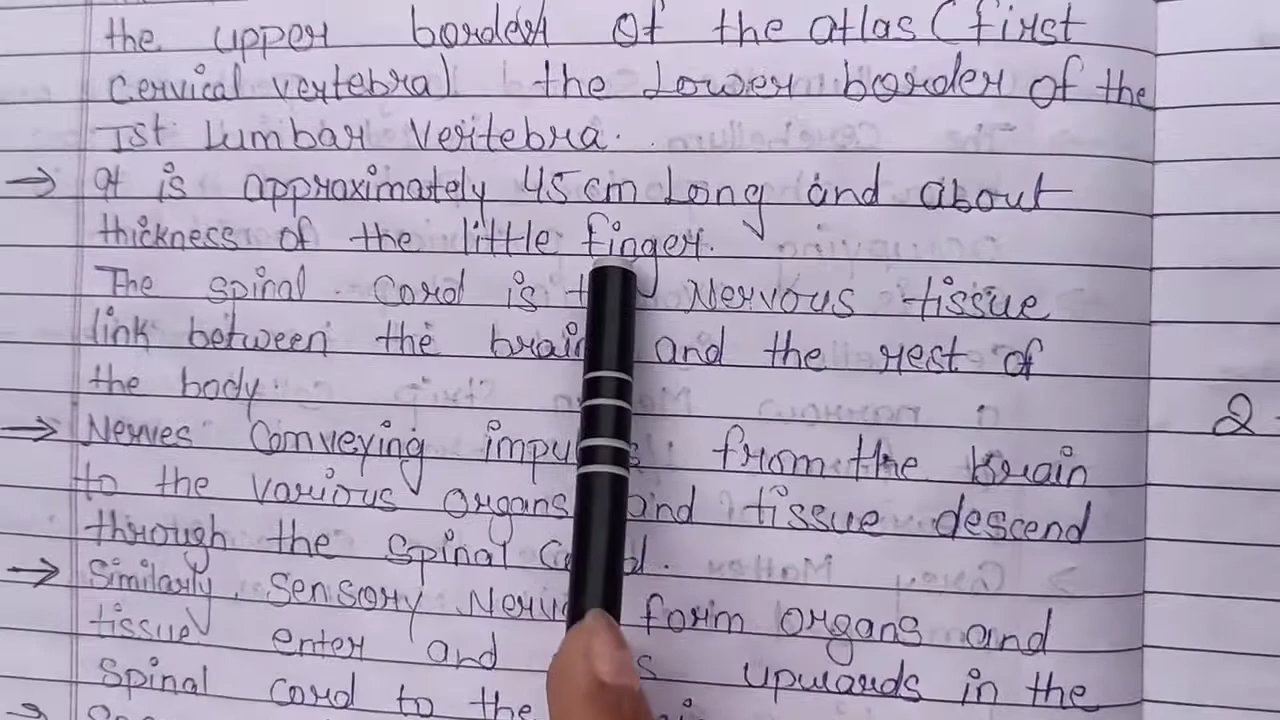 the upper border of the atlas (first
cervical vertebra) the Lower border of the
Ist Lumbar Veritebra.
→ It is approximately 45 cm Long and about
thickness of the little finger.
The spinal cord is Nervous tissue
link between the brain and the rest of
the body.
→ Nerves Comveying from the brain
to the various organs and tissue descend
through the spinal
→ Similarly, Sensory form organs and
tissue enter and upwards in the
spinal cord to the
2